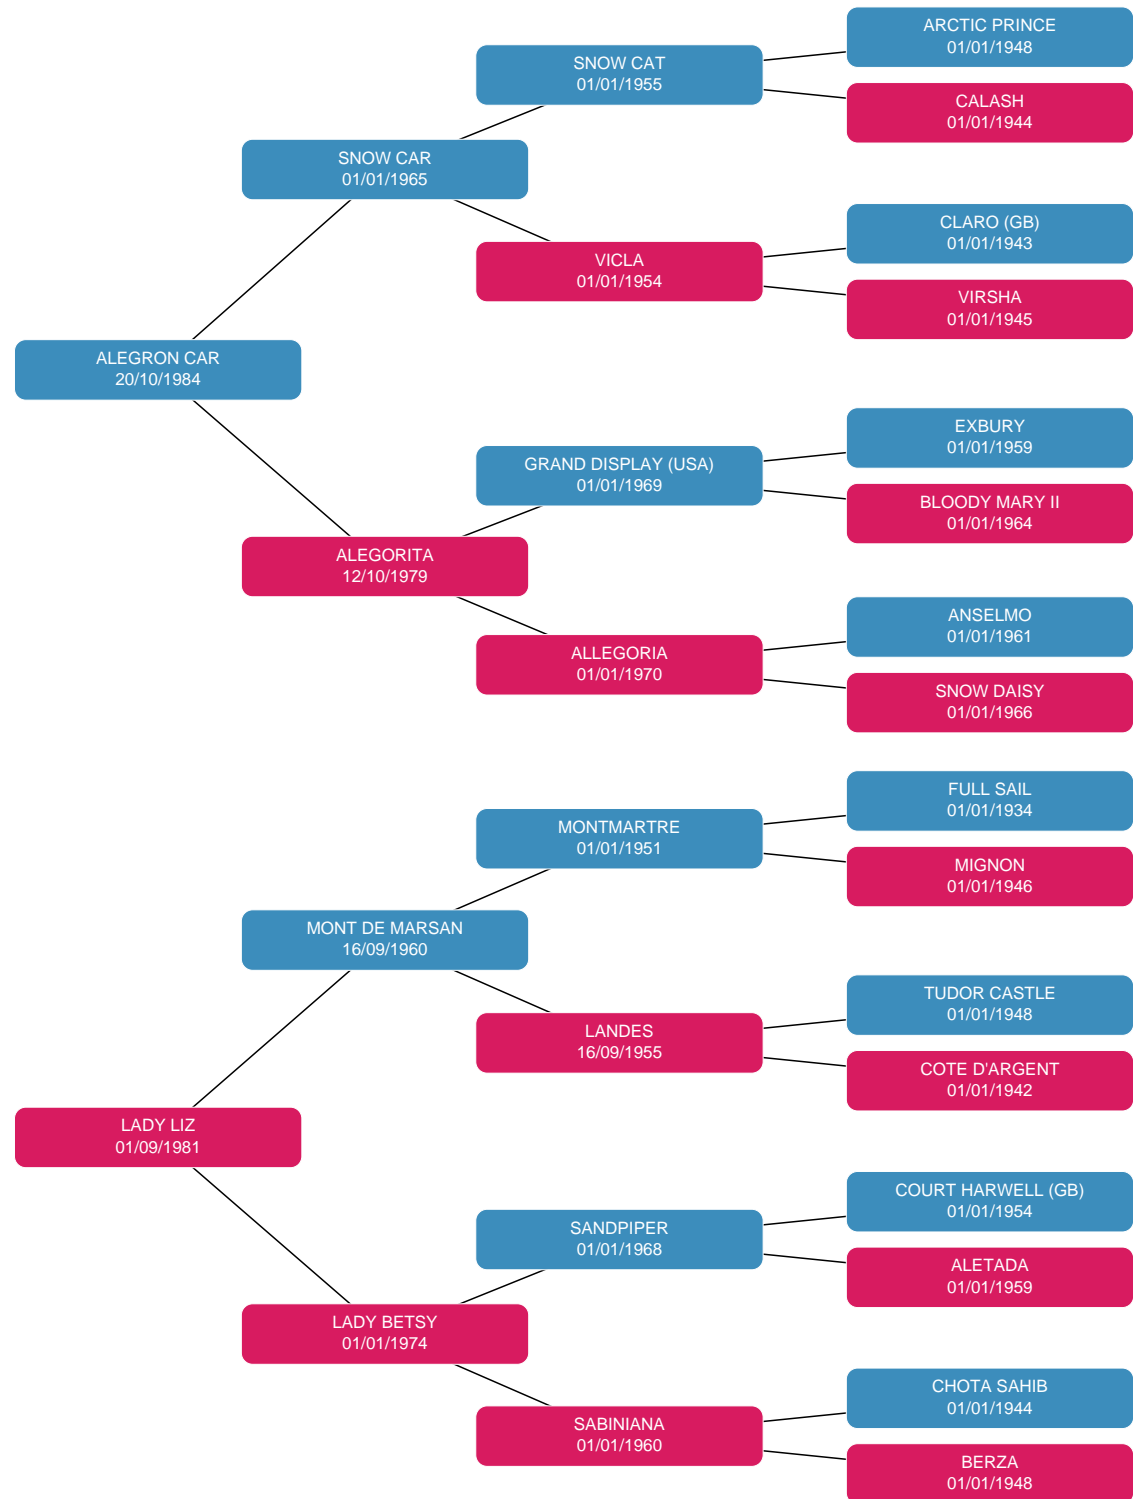 ARCTIC PRINCE
01/01/1948
SNOW CAT
01/01/1955
CALASH
01/01/1944
SNOW CAR
01/01/1965
CLARO (GB)
01/01/1943
VICLA
01/01/1954
VIRSHA
01/01/1945
ALEGRON CAR
20/10/1984
EXBURY
01/01/1959
GRAND DISPLAY (USA)
01/01/1969
BLOODY MARY II
01/01/1964
ALEGORITA
12/10/1979
ANSELMO
01/01/1961
ALLEGORIA
01/01/1970
SNOW DAISY
01/01/1966
FULL SAIL
01/01/1934
MONTMARTRE
01/01/1951
MIGNON
01/01/1946
MONT DE MARSAN
16/09/1960
TUDOR CASTLE
01/01/1948
LANDES
16/09/1955
COTE D'ARGENT
01/01/1942
LADY LIZ
01/09/1981
COURT HARWELL (GB)
01/01/1954
SANDPIPER
01/01/1968
ALETADA
01/01/1959
LADY BETSY
01/01/1974
CHOTA SAHIB
01/01/1944
SABINIANA
01/01/1960
BERZA
01/01/1948